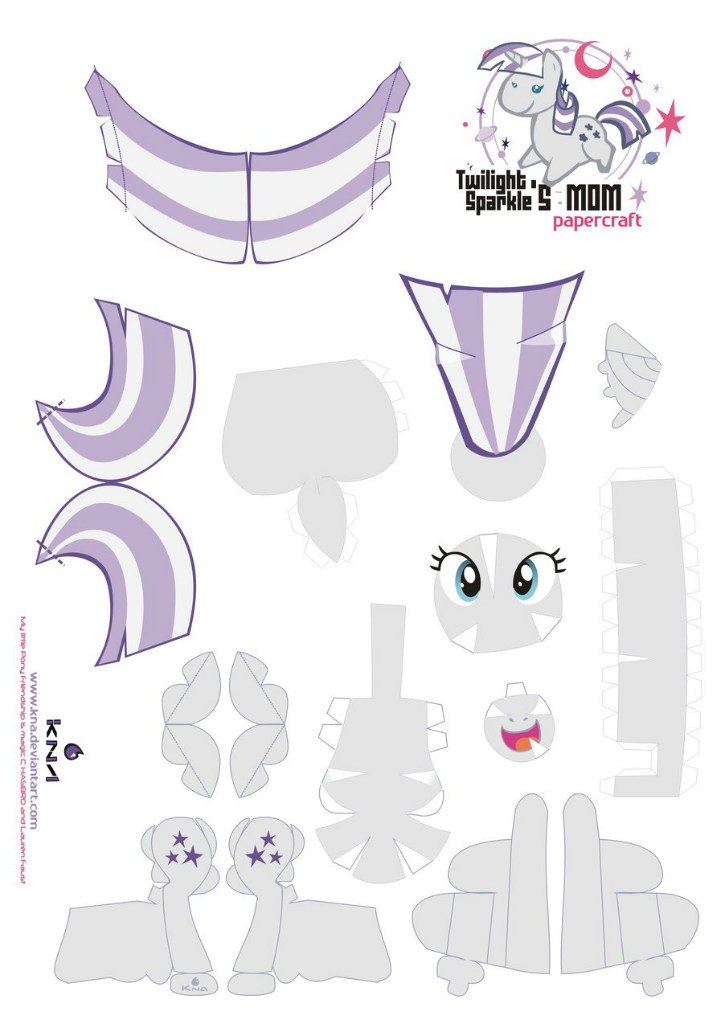 Twilight
Sparkle's MOM
papercraft
My little Pony Friendship is magic © HASBRO and Lauren Faust
www.kna.deviantart.com
KNA
KNA